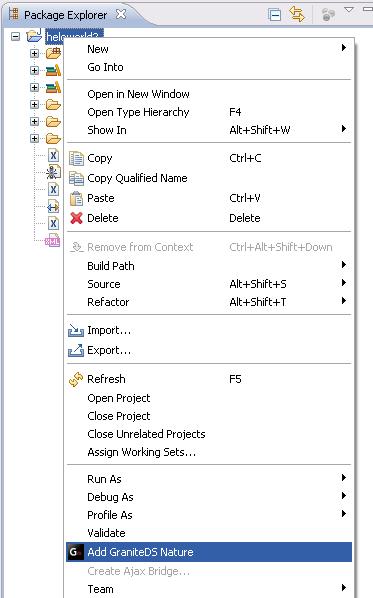 Package Explorer
New
Go Into
Open in New Window
Open Type Hierarchy F4
Show In Alt+Shift+W
Copy Ctrl+C
Copy Qualified Name
Paste Ctrl+V
Delete Delete
Remove from Context Ctrl+Alt+Shift+Down
Build Path
Source Alt+Shift+S
Refactor Alt+Shift+T
Import...
Export...
Refresh F5
Open Project
Close Project
Close Unrelated Projects
Assign Working Sets...
Run As
Debug As
Profile As
Validate
G Add GraniteDS Nature
Create Ajax Bridge...
Team